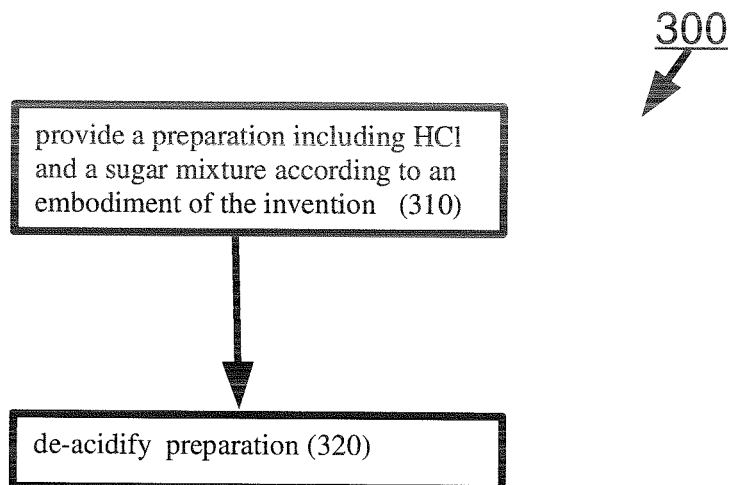 300
provide a preparation including HCl
and a sugar mixture according to an
embodiment of the invention (310)
de-acidify preparation (320)